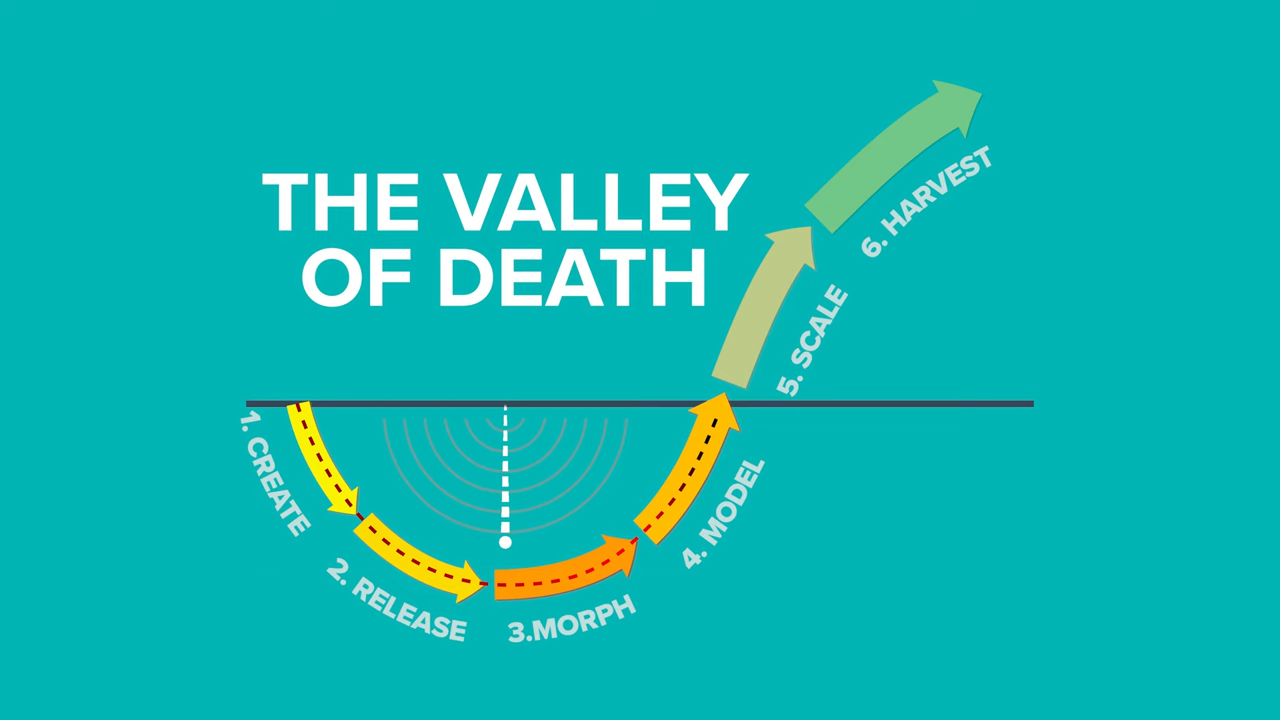 THE VALLEY
OF DEATH
1. CREATE
2. RELEASE
3.MORPH
4. MODEL
5. SCALE
6. HARVEST